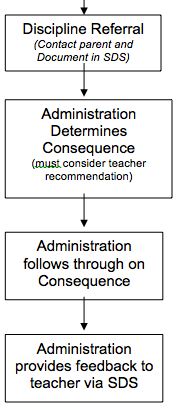 Discipline Referral
(Contact parent and
Document in SDS)
Administration
Determines
Consequence
(must consider teacher
recommendation)
Administration
follows through on
Consequence
Administration
provides feedback to
teacher via SDS